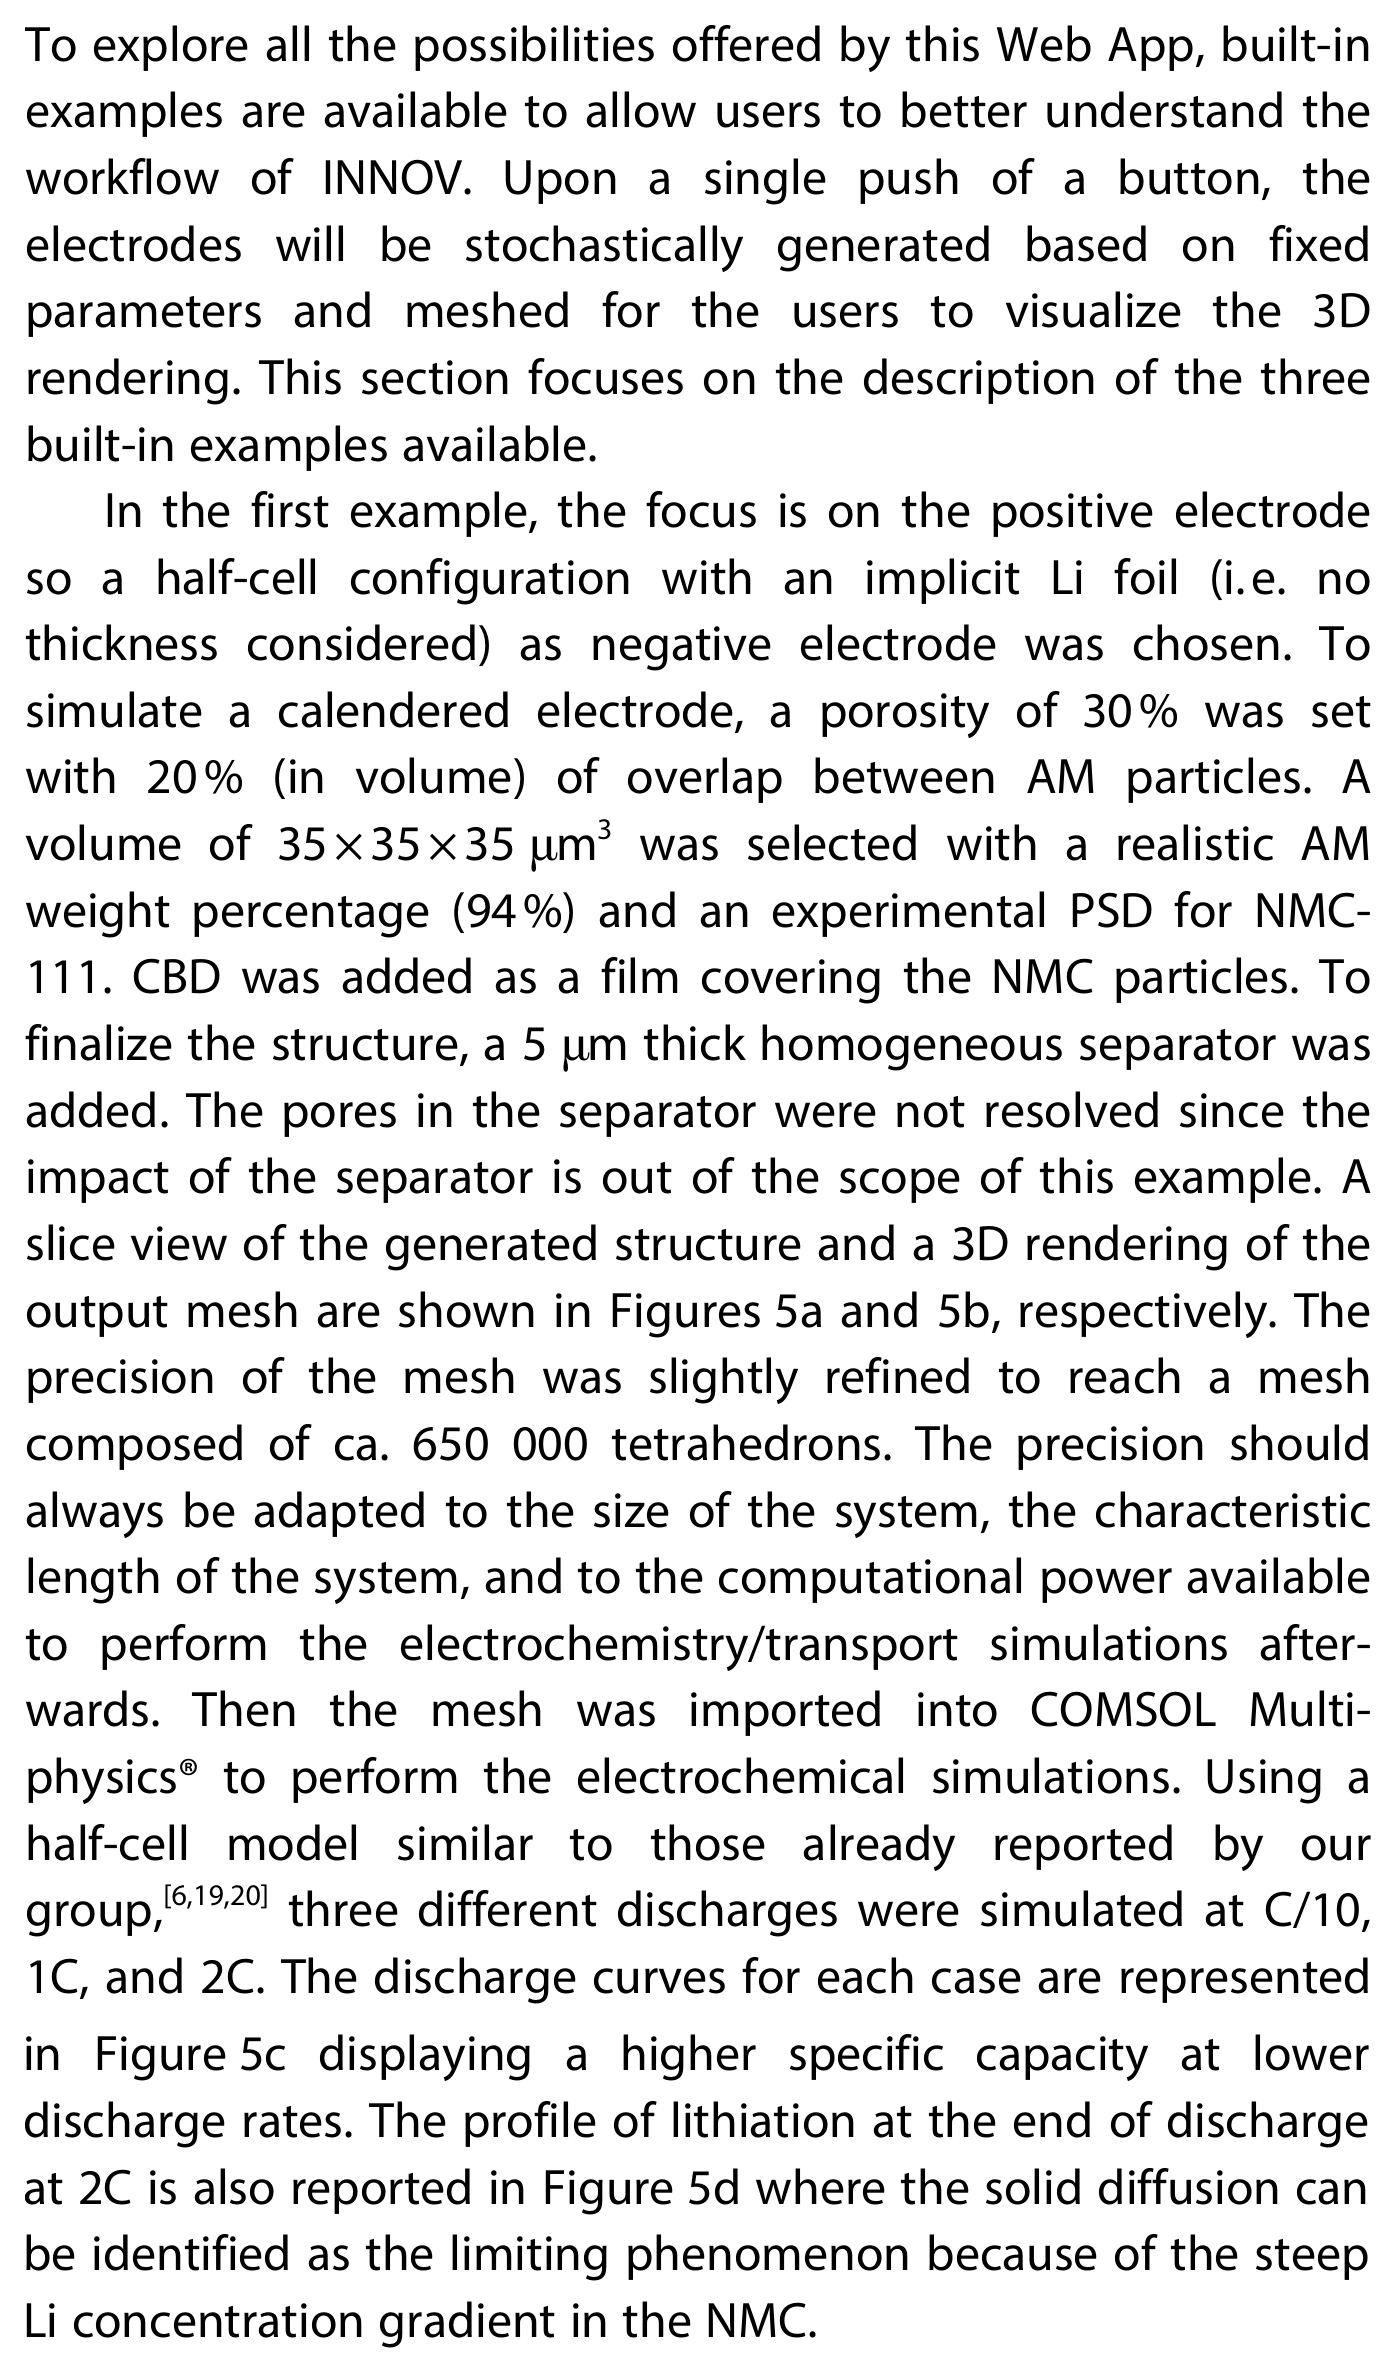 To explore all the possibilities offered by this Web App, built-in
examples are available to allow users to better understand the
workflow of INNOV. Upon a single push of a button, the
electrodes will be stochastically generated based on fixed
parameters and meshed for the users to visualize the 3D
rendering. This section focuses on the description of the three
built-in examples available.
In the first example, the focus is on the positive electrode
so a half-cell configuration with an implicit Li foil (i.e. no
thickness considered) as negative electrode was chosen. To
simulate a calendered electrode, a porosity of 30% was set
with 20% (in volume) of overlap between AM particles. A
volume of 35×35×35 μm³ was selected with a realistic AM
weight percentage (94%) and an experimental PSD for NMC-
111. CBD was added as a film covering the NMC particles. To
finalize the structure, a 5 μm thick homogeneous separator was
added. The pores in the separator were not resolved since the
impact of the separator is out of the scope of this example. A
slice view of the generated structure and a 3D rendering of the
output mesh are shown in Figures 5a and 5b, respectively. The
precision of the mesh was slightly refined to reach a mesh
composed of ca. 650 000 tetrahedrons. The precision should
always be adapted to the size of the system, the characteristic
length of the system, and to the computational power available
to perform the electrochemistry/transport simulations after-
wards. Then the mesh was imported into COMSOL Multi-
physics® to perform the electrochemical simulations. Using a
half-cell model similar to those already reported by our
group,[6,19,20] three different discharges were simulated at C/10,
1C, and 2C. The discharge curves for each case are represented
in Figure 5c displaying a higher specific capacity at lower
discharge rates. The profile of lithiation at the end of discharge
at 2C is also reported in Figure 5d where the solid diffusion can
be identified as the limiting phenomenon because of the steep
Li concentration gradient in the NMC.